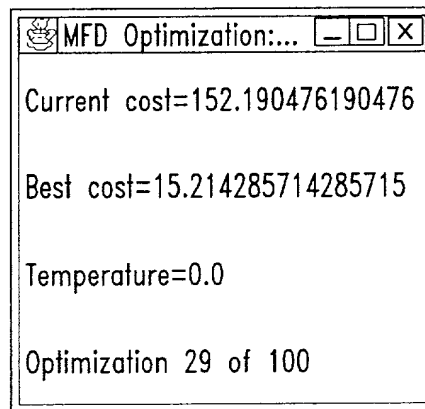 MFD Optimization:...
Current cost=152.190476190476
Best cost=15.214285714285715
Temperature=0.0
Optimization 29 of 100